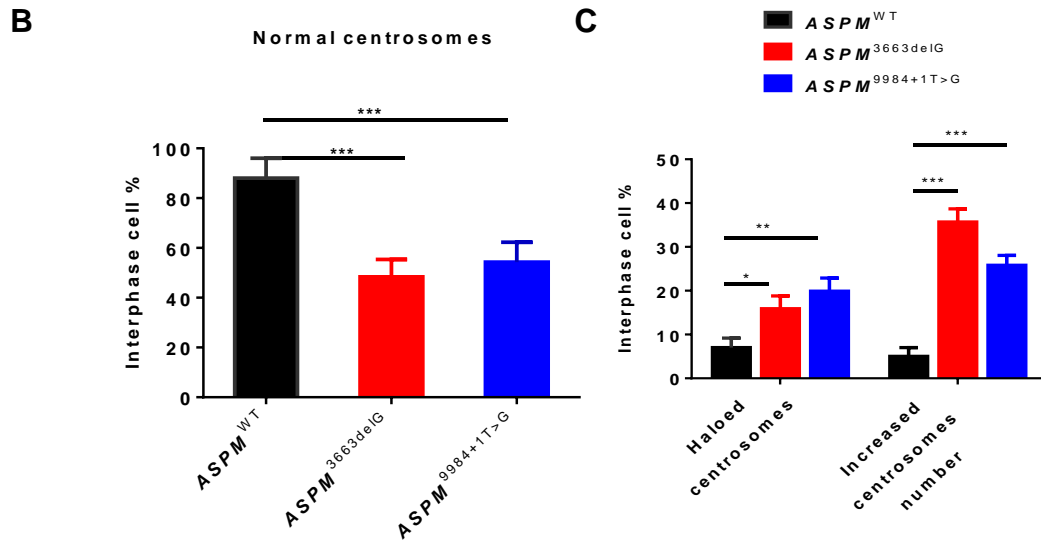 B
Normal centrosomes
***
***
Interphase cell %
100
80
60
40
20
0
ASPM^WT
ASPM^3663delG
ASPM^9984+1T>G
C
ASPM^WT
ASPM^3663delG
ASPM^9984+1T>G
***
***
**
*
Interphase cell %
50
40
30
20
10
0
Haloed
centrosomes
Increased
centrosomes
number